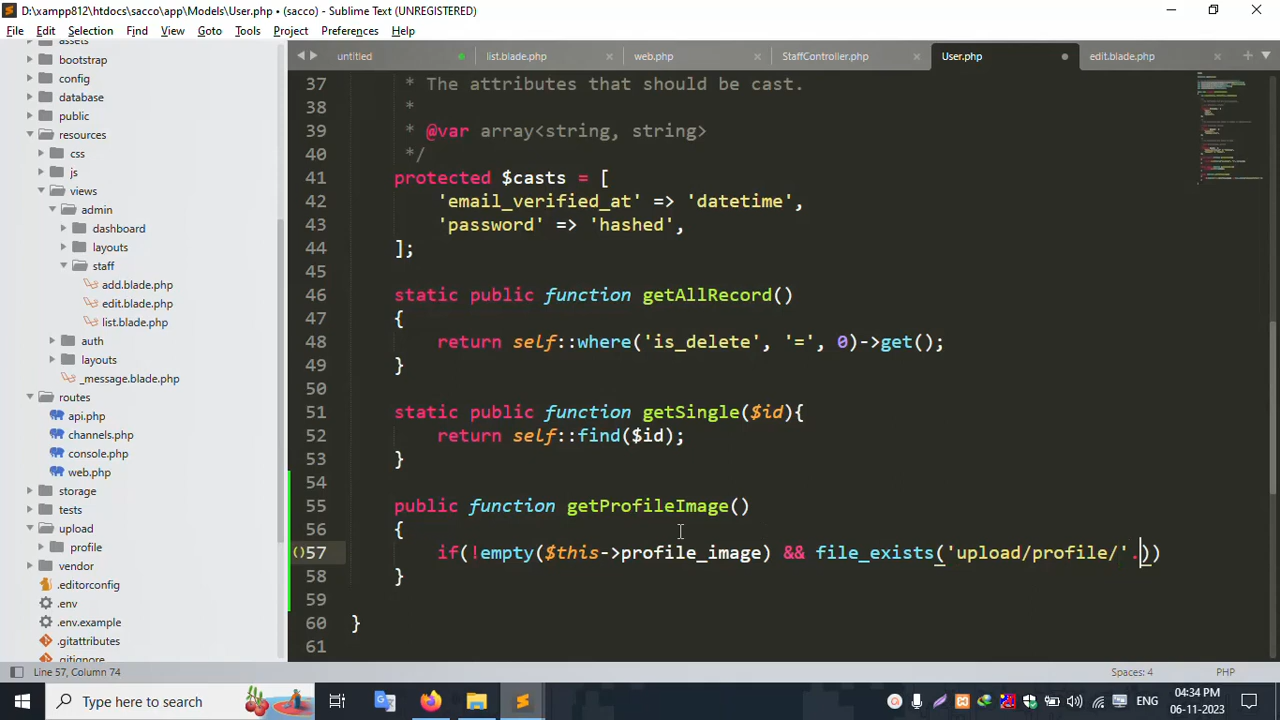 D:\xampp812\htdocs\sacco\app\Models\User.php • (sacco) - Sublime Text (UNREGISTERED)
File Edit Selection Find View Goto Tools Project Preferences Help
untitled list.blade.php web.php StaffController.php User.php edit.blade.php
bootstrap
config
database
public
resources
css
js
views
admin
dashboard
layouts
staff
add.blade.php
edit.blade.php
list.blade.php
auth
layouts
_message.blade.php
routes
api.php
channels.php
console.php
web.php
storage
tests
upload
profile
vendor
.editorconfig
.env
.env.example
.gitattributes
.gitignore
37 * The attributes that should be cast.
38 *
39 * @var array<string, string>
40 */
41 protected $casts = [
42 'email_verified_at' => 'datetime',
43 'password' => 'hashed',
44 ];
45
46 static public function getAllRecord()
47 {
48 return self::where('is_delete', '=', 0)->get();
49 }
50
51 static public function getSingle($id){
52 return self::find($id);
53 }
54
55 public function getProfileImage()
56 {
57 if(!empty($this->profile_image) && file_exists('upload/profile/'.))
58 }
59
60 }
61
Line 57, Column 74 Spaces: 4 PHP
Type here to search ENG 04:34 PM
06-11-2023